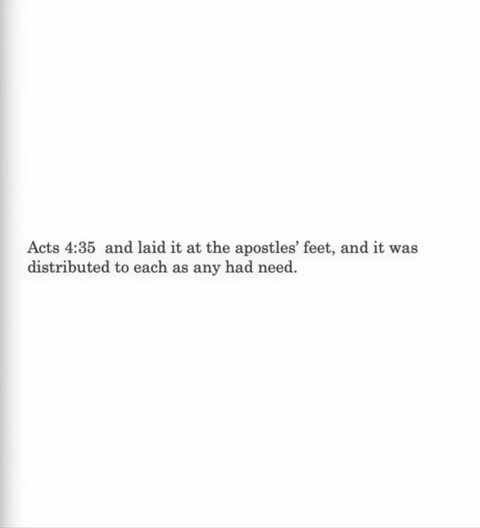 Acts 4:35  and laid it at the apostles’ feet, and it was
distributed to each as any had need.